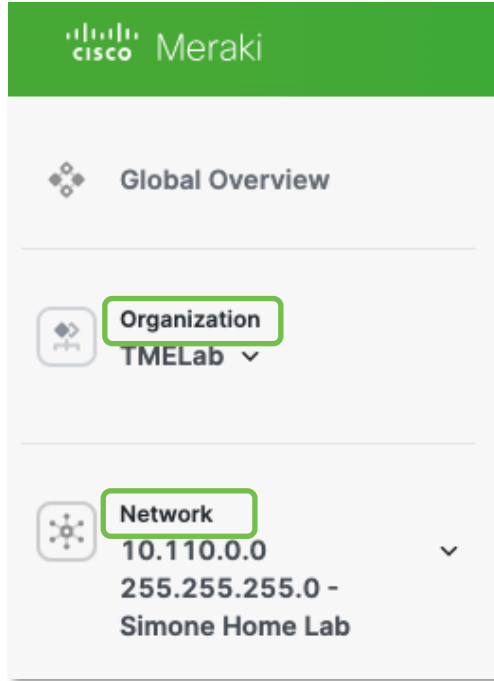 cisco Meraki
Global Overview
Organization
TMELab
Network
10.110.0.0
255.255.255.0 -
Simone Home Lab